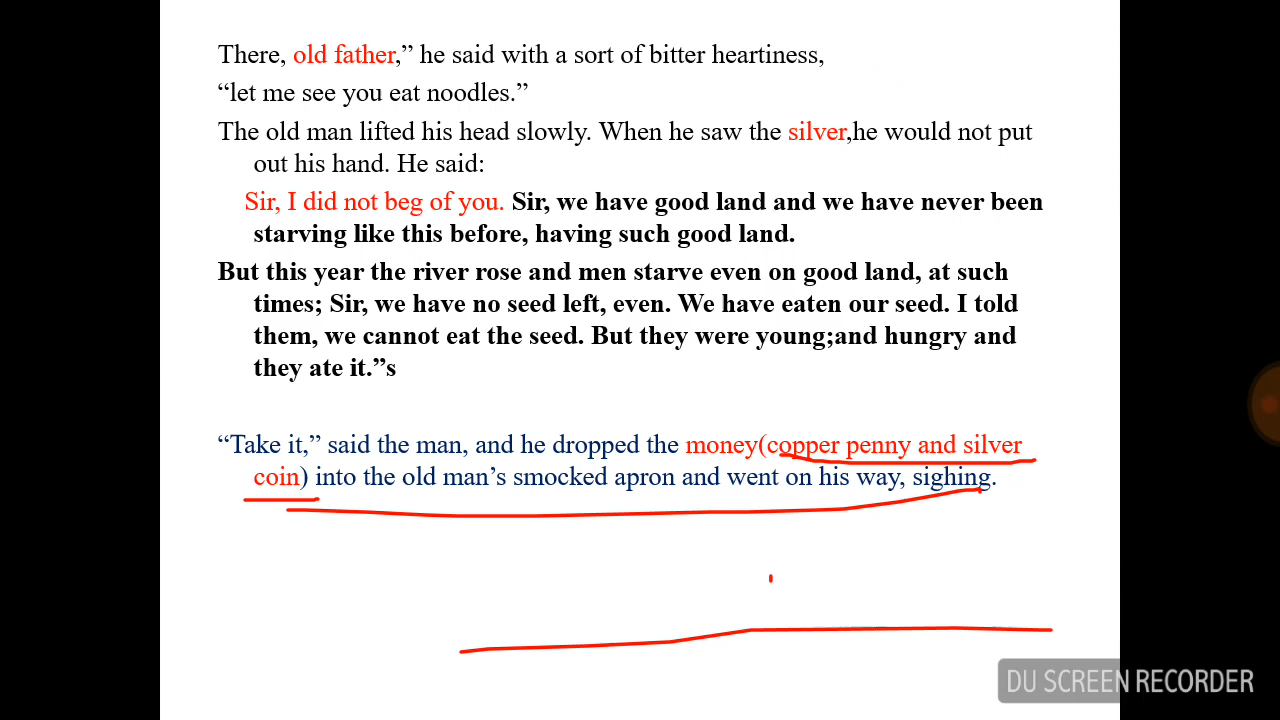 There, old father,” he said with a sort of bitter heartiness,
“let me see you eat noodles.”
The old man lifted his head slowly. When he saw the silver,he would not put
out his hand. He said:
Sir, I did not beg of you. Sir, we have good land and we have never been
starving like this before, having such good land.
But this year the river rose and men starve even on good land, at such
times; Sir, we have no seed left, even. We have eaten our seed. I told
them, we cannot eat the seed. But they were young;and hungry and
they ate it.”s
“Take it,” said the man, and he dropped the money(copper penny and silver
coin) into the old man’s smocked apron and went on his way, sighing.
DU SCREEN RECORDER